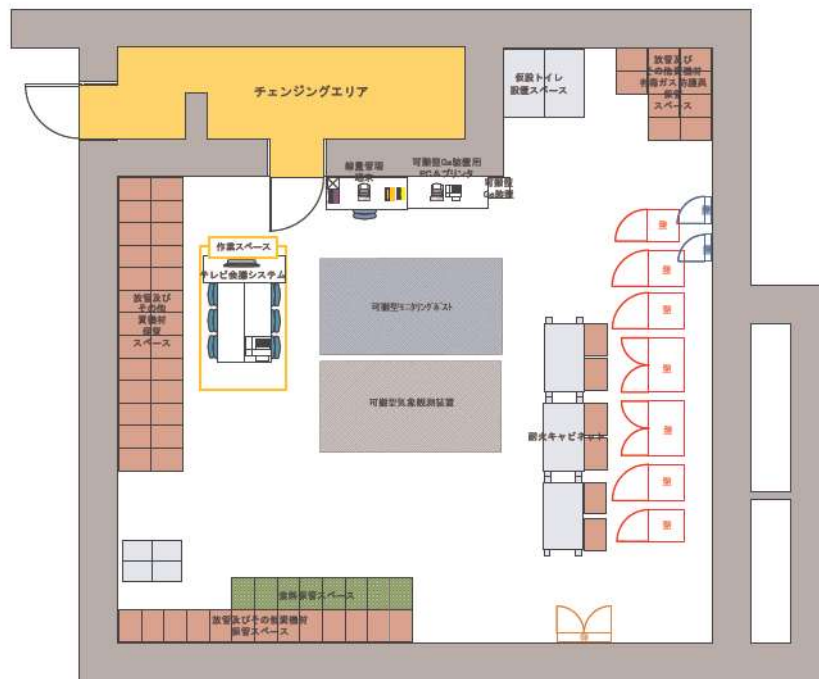 チェンジングエリア
仮設トイレ
設置スペース
放管及び
その他資機材
有毒ガス防護具
保管
スペース
線量管理
端末
可搬型Ge装置用
PC&プリンタ
可搬型
Ge装置
作業スペース
テレビ会議システム
放管及び
その他
資機材
保管
スペース
可搬型モニタリングポスト
可搬型気象観測装置
耐火キャビネット
食料保管スペース
放管及びその他資機材
保管スペース